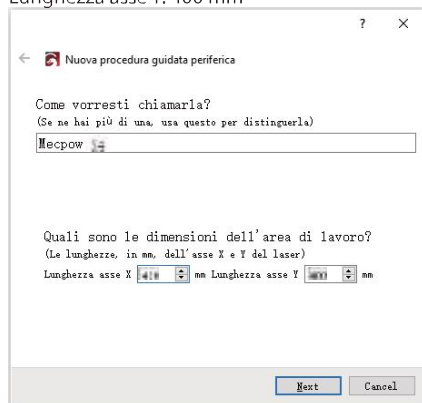 Lunghezza asse Y: 400 mm
? ×
← Nuova procedura guidata periferica
Come vorresti chiamarla?
(Se ne hai più di una, usa questo per distinguerla)
Mecpow
Quali sono le dimensioni dell'area di lavoro?
(Le lunghezze, in mm, dell'asse X e Y del laser)
Lunghezza asse X mm Lunghezza asse Y mm
Next Cancel